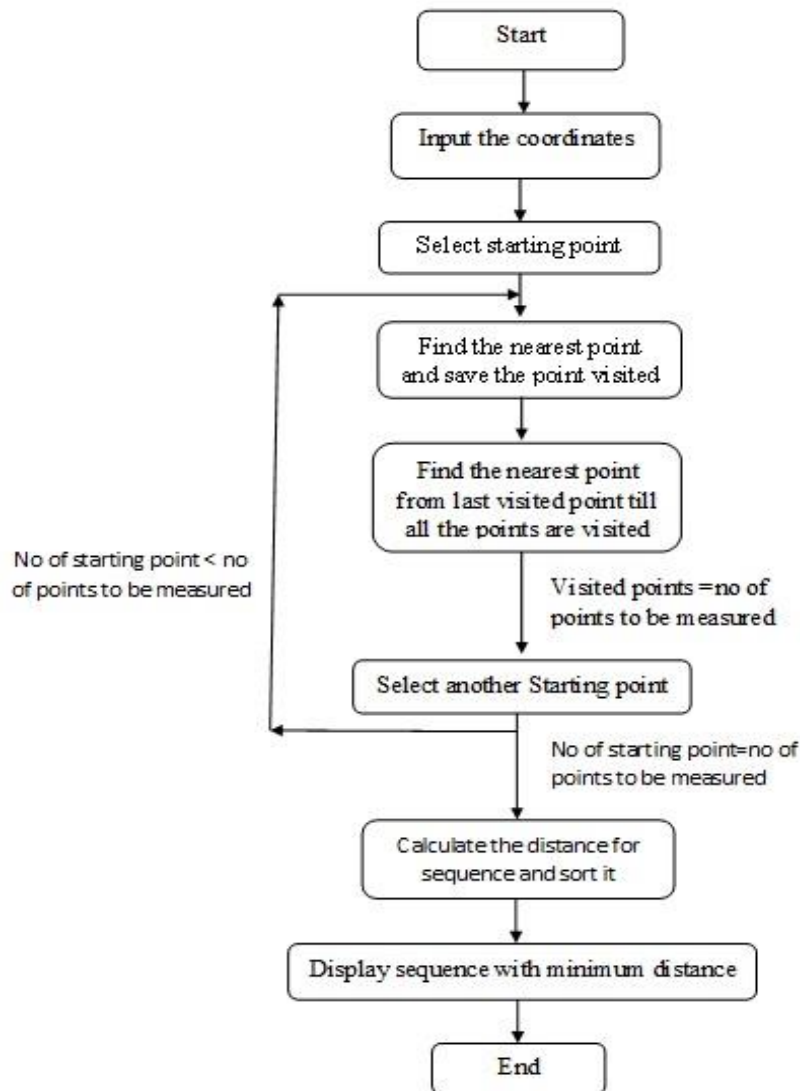 Start
Input the coordinates
Select starting point
Find the nearest point
and save the point visited
Find the nearest point
from last visited point till
all the points are visited
No of starting point < no
of points to be measured
Visited points =no of
points to be measured
Select another Starting point
No of starting point=no of
points to be measured
Calculate the distance for
sequence and sort it
Display sequence with minimum distance
End